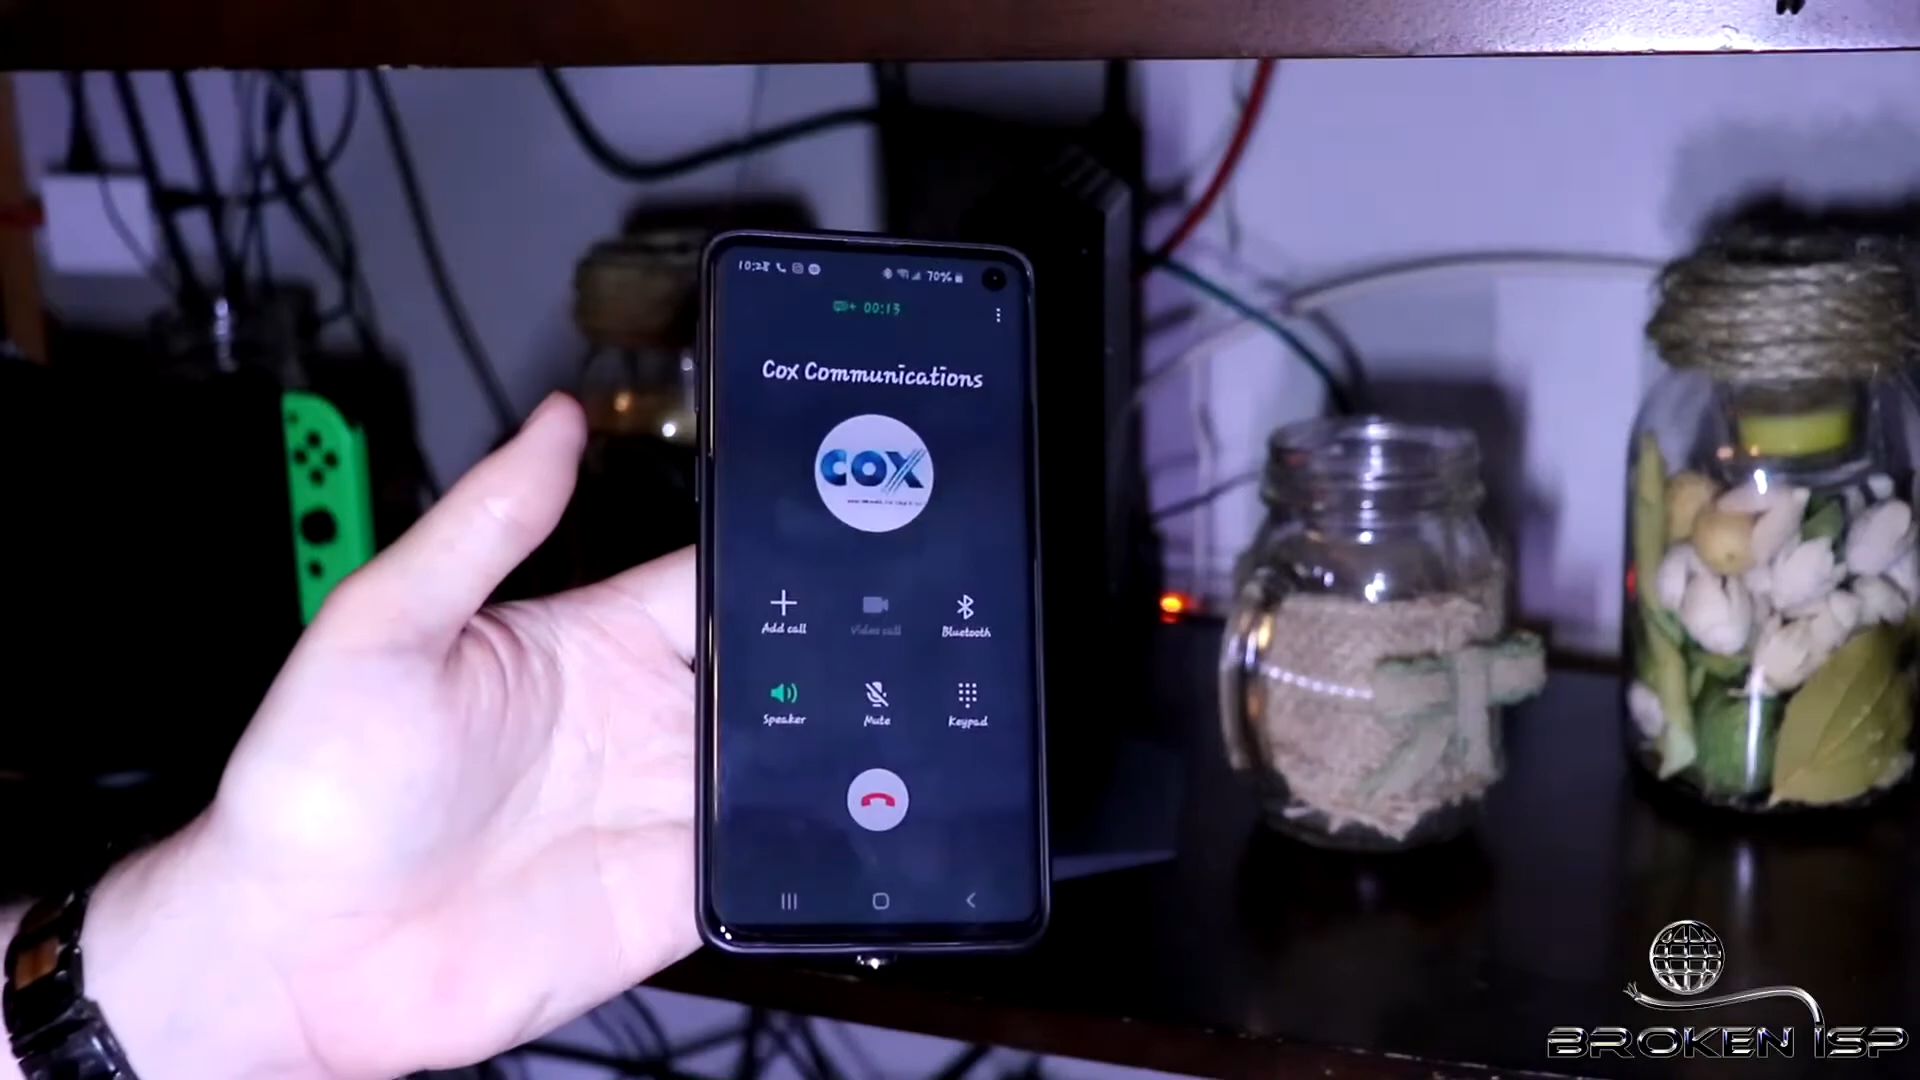 10:28
70%
00:13
Cox Communications
COX
Add call
Video call
Bluetooth
Speaker
Mute
Keypad
BROKEN ISP